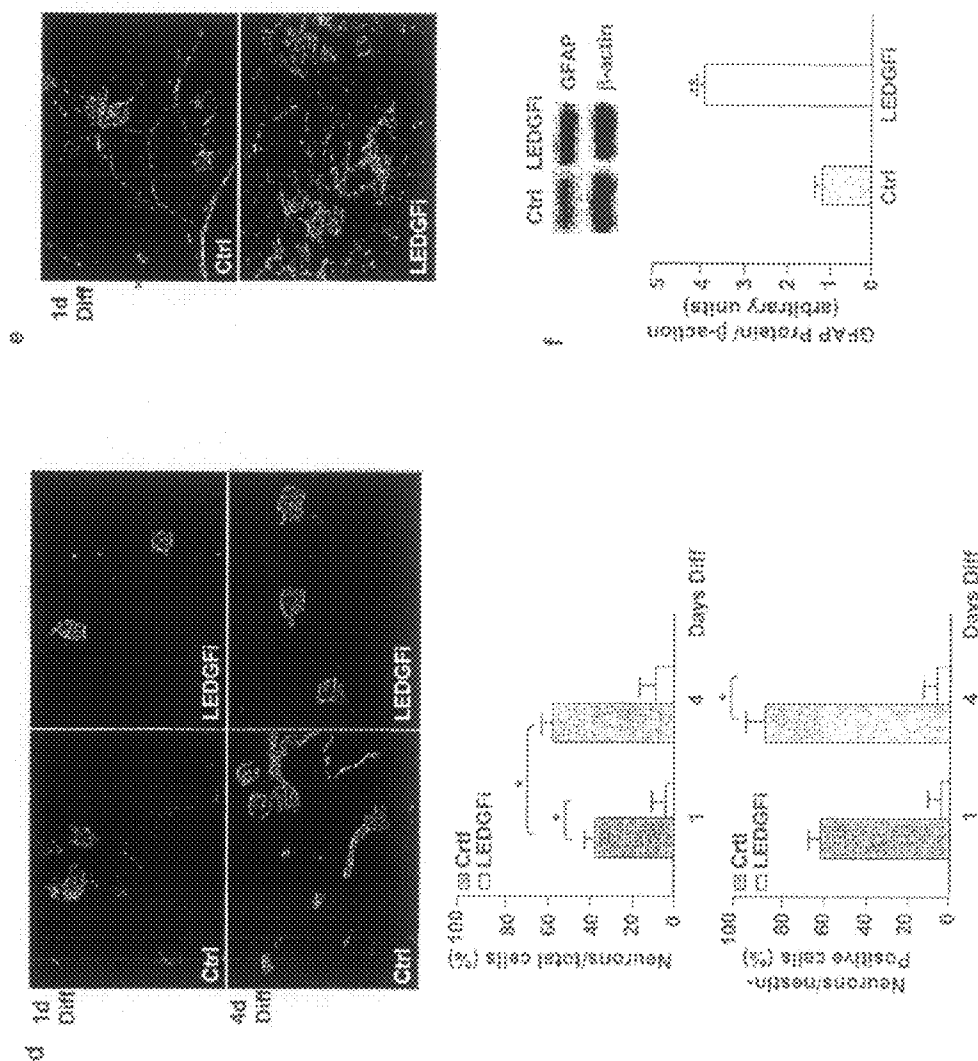 d
1d
Diff
Ctrl
LEDGFi
4d
Diff
Ctrl
LEDGFi
Neurons/total cells (%)
100
80
60
40
20
0
Crtl
LEDGFi
*
*
1
4
Days Diff
Neurons/nestin-
Positive cells (%)
100
80
60
40
20
0
Crtl
LEDGFi
*
1
4
Days Diff
e
1d
Diff
Ctrl
LEDGFi
f
Ctrl
LEDGFi
GFAP
β-actin
GFAP Protein/ β-action
(arbitrary units)
5
4
3
2
1
0
Ctrl
LEDGFi